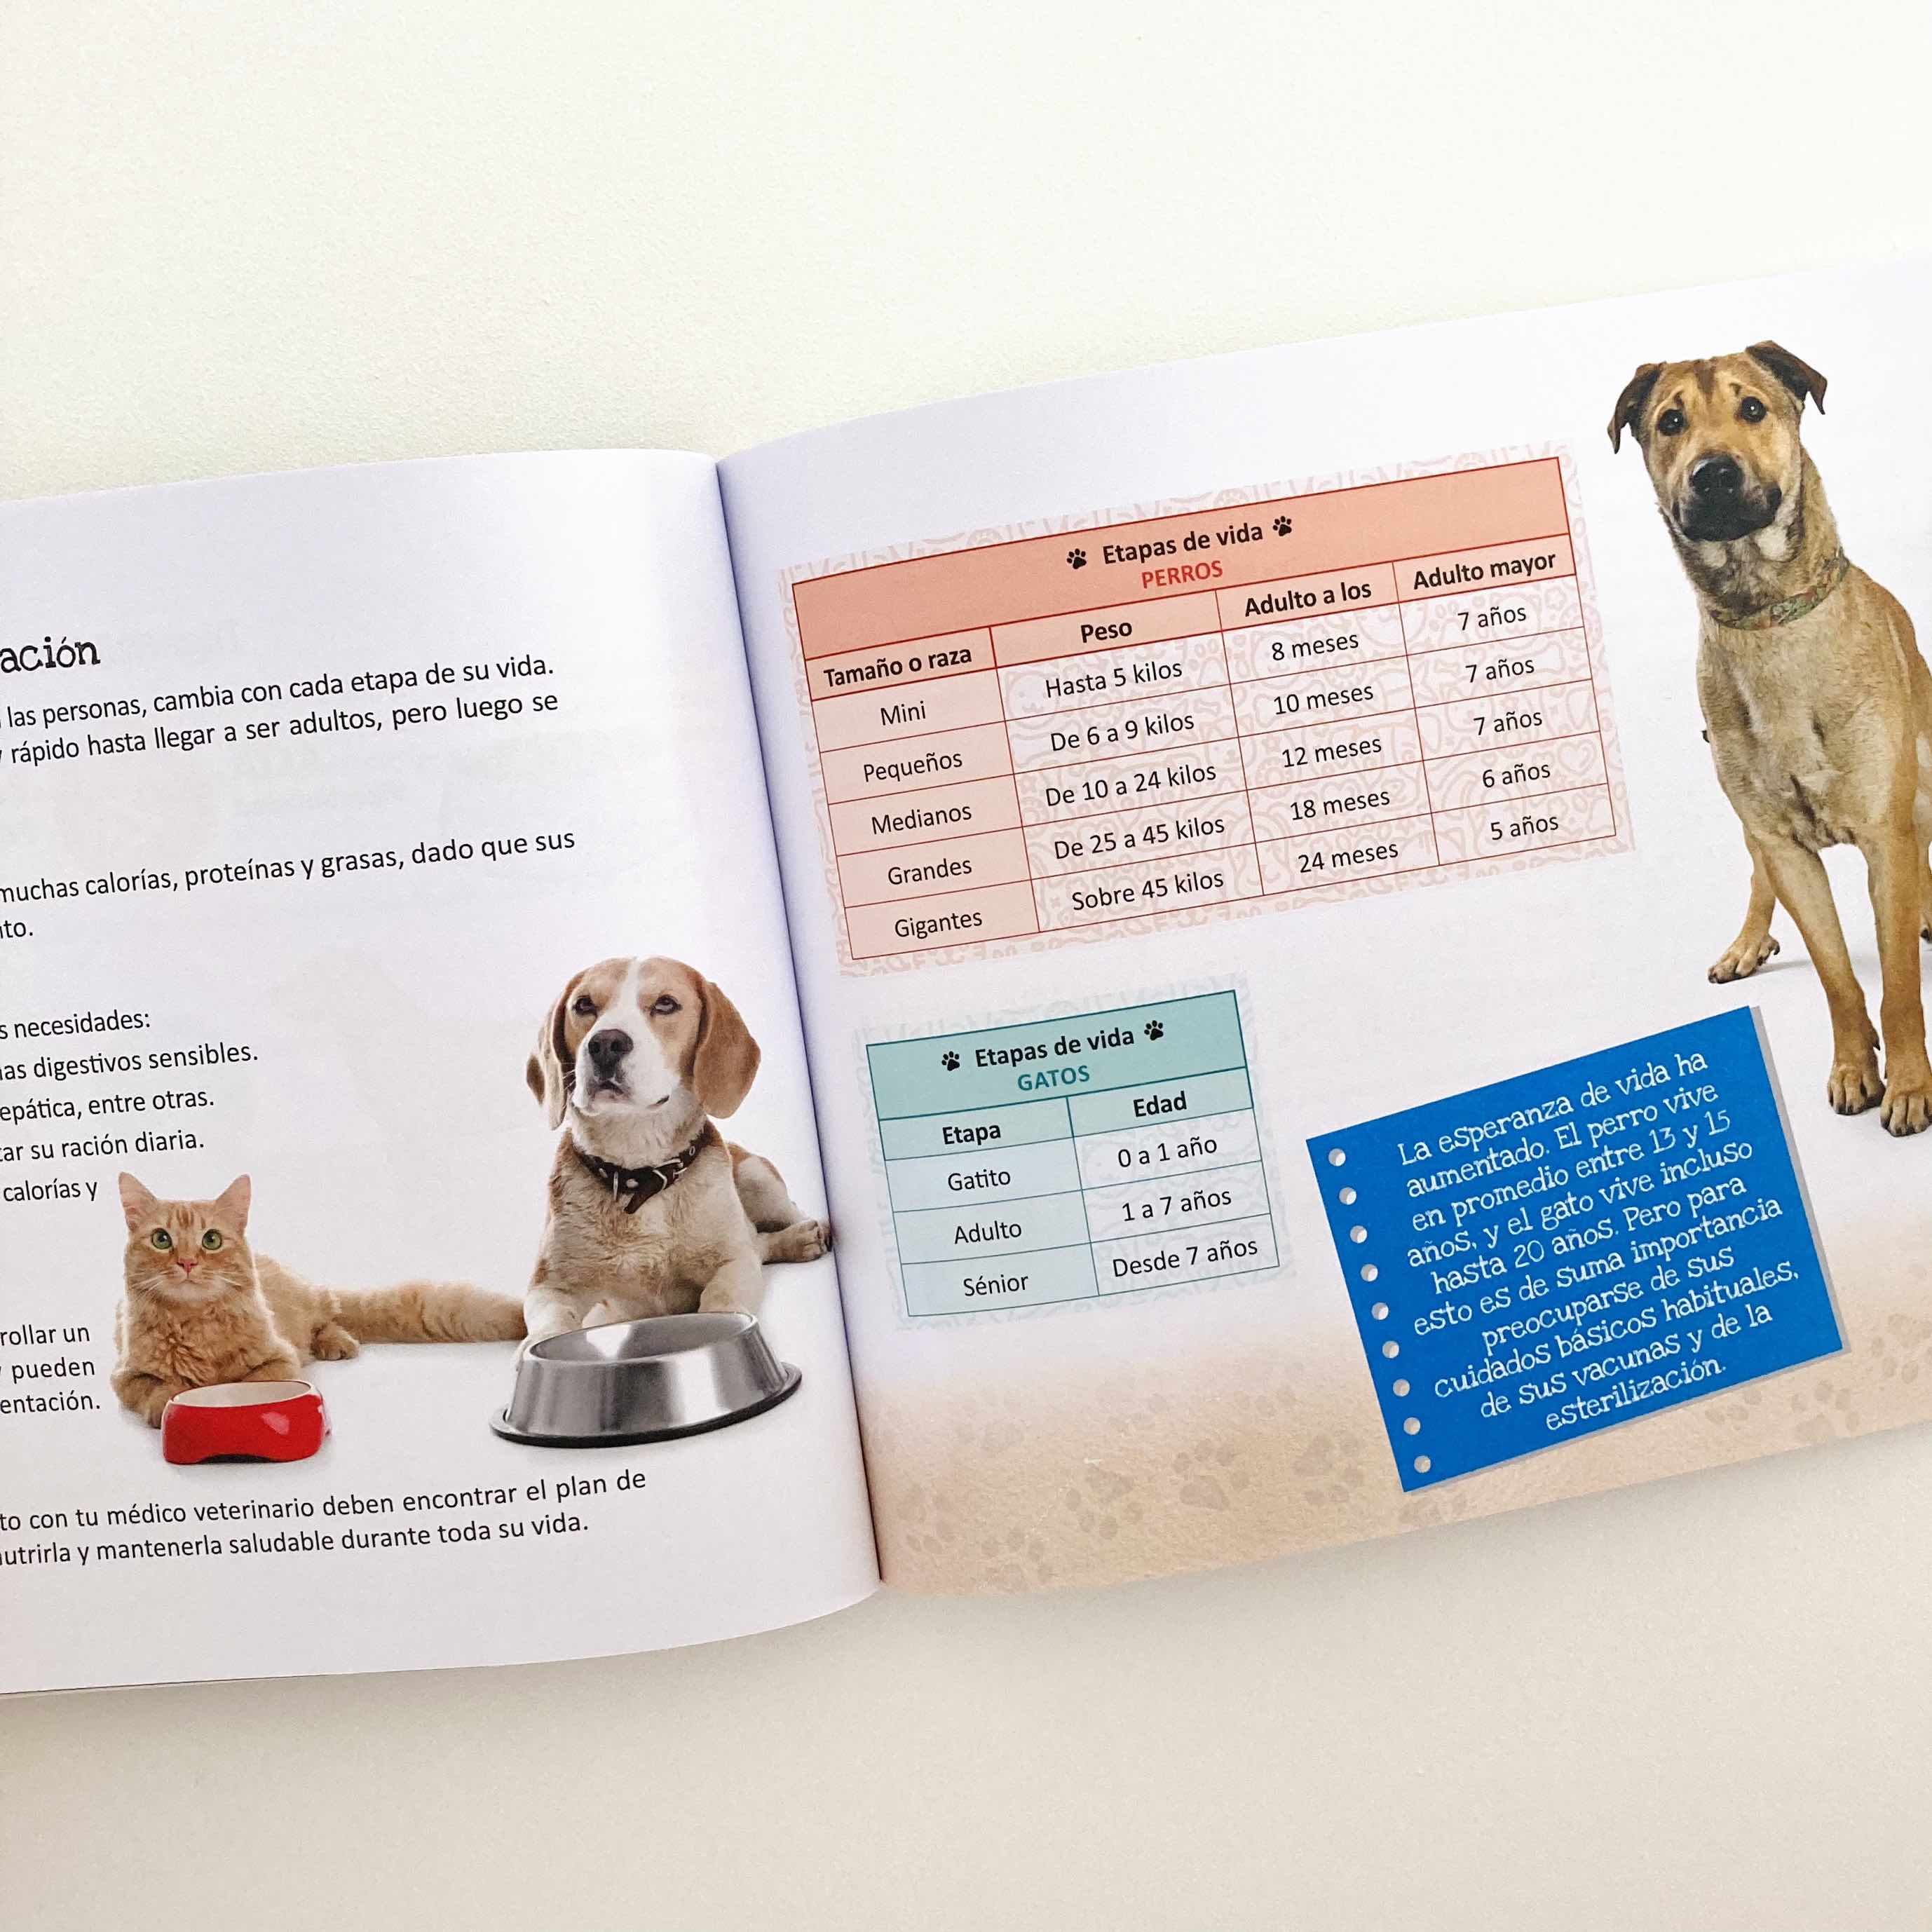 ación
las personas, cambia con cada etapa de su vida.
rápido hasta llegar a ser adultos, pero luego se
muchas calorías, proteínas y grasas, dado que sus
to.
s necesidades:
as digestivos sensibles.
epática, entre otras.
ar su ración diaria.
calorías y
rollar un
pueden
entación.
to con tu médico veterinario deben encontrar el plan de
nutrirla y mantenerla saludable durante toda su vida.
Etapas de vida
PERROS
Tamaño o raza Peso Adulto a los Adulto mayor
Mini Hasta 5 kilos 8 meses 7 años
Pequeños De 6 a 9 kilos 10 meses 7 años
Medianos De 10 a 24 kilos 12 meses 7 años
Grandes De 25 a 45 kilos 18 meses 6 años
Gigantes Sobre 45 kilos 24 meses 5 años
Etapas de vida
GATOS
Etapa Edad
Gatito 0 a 1 año
Adulto 1 a 7 años
Sénior Desde 7 años
La esperanza de vida ha
aumentado. El perro vive
en promedio entre 13 y 15
años, y el gato vive incluso
hasta 20 años. Pero para
esto es de suma importancia
preocuparse de sus
cuidados básicos habituales,
de sus vacunas y de la
esterilización.